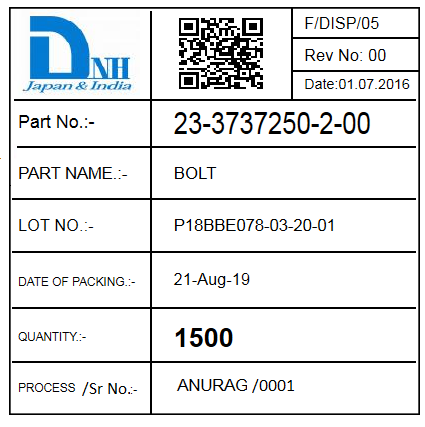 DNH
Japan & India
F/DISP/05
Rev No: 00
Date:01.07.2016
Part No.:- 23-3737250-2-00
PART NAME.:- BOLT
LOT NO.:- P18BBE078-03-20-01
DATE OF PACKING.:- 21-Aug-19
QUANTITY.:- 1500
PROCESS /Sr No.:- ANURAG /0001